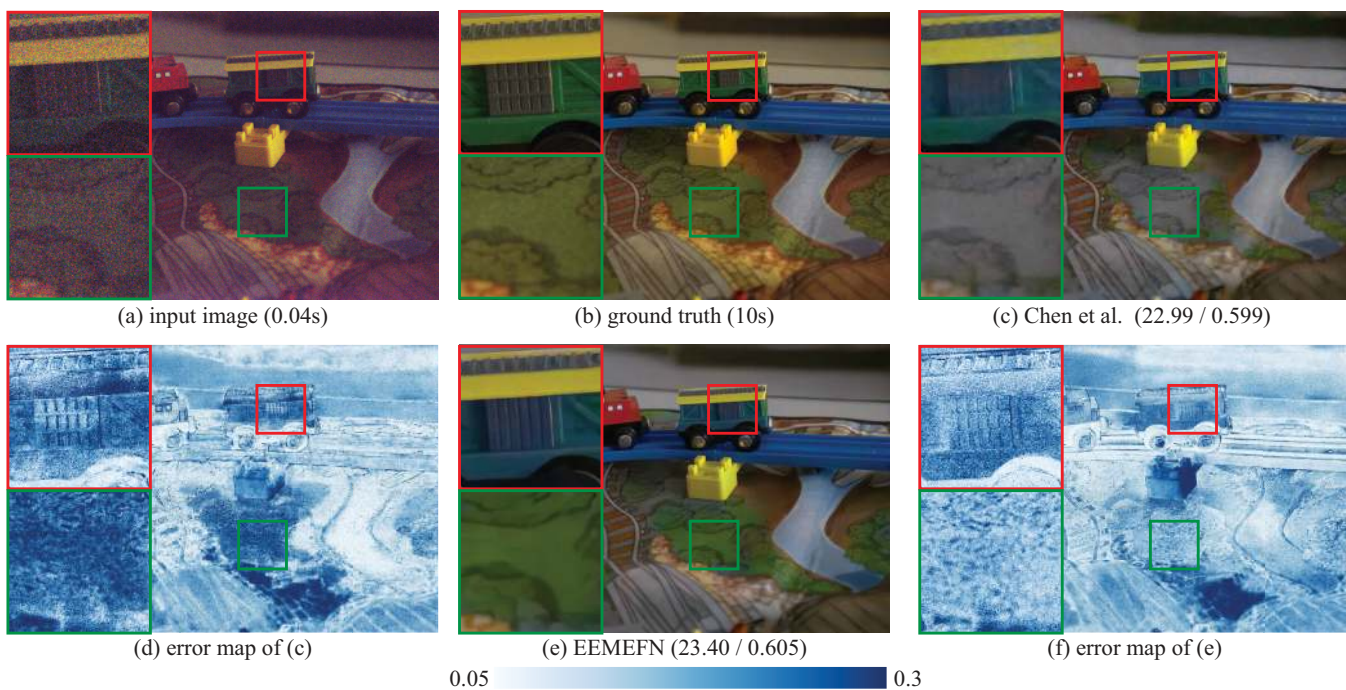 (a) input image (0.04s)
(b) ground truth (10s)
(c) Chen et al. (22.99 / 0.599)
(d) error map of (c)
(e) EEMEFN (23.40 / 0.605)
(f) error map of (e)
0.05
0.3